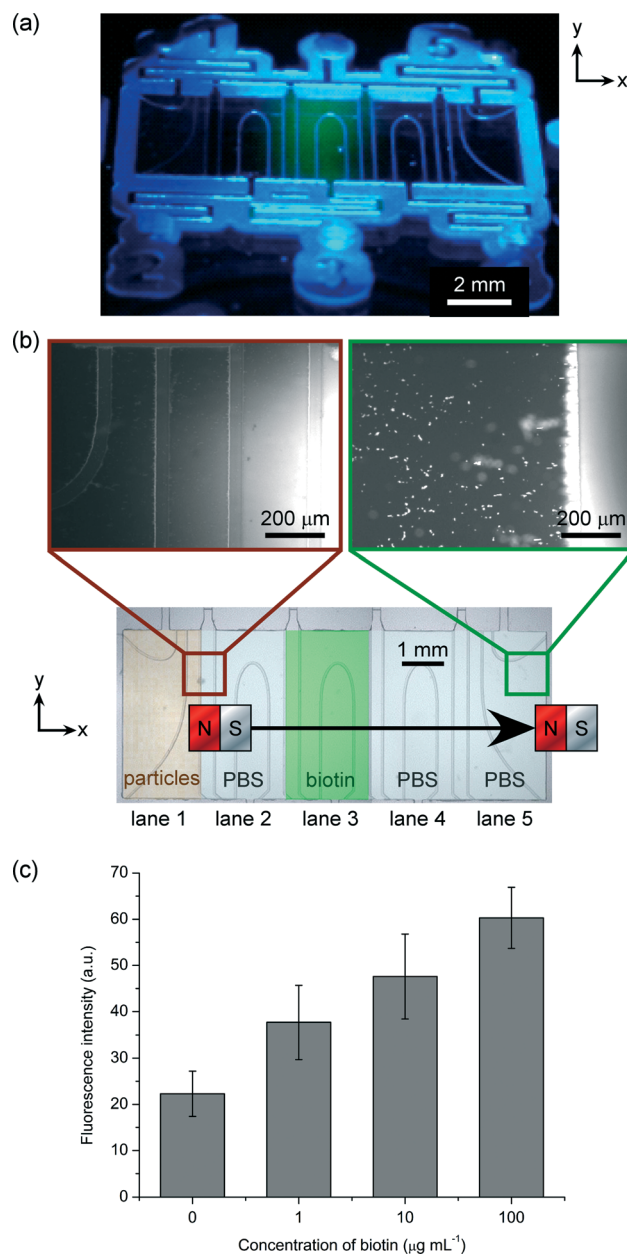 (a)
y
x
2 mm
(b)
200 μm
200 μm
1 mm
y
x
N S
N S
particles
PBS
biotin
PBS
PBS
lane 1
lane 2
lane 3
lane 4
lane 5
(c)
70
60
50
40
30
20
10
0
Fluorescence intensity (a.u.)
0
1
10
100
Concentration of biotin (μg mL⁻¹)